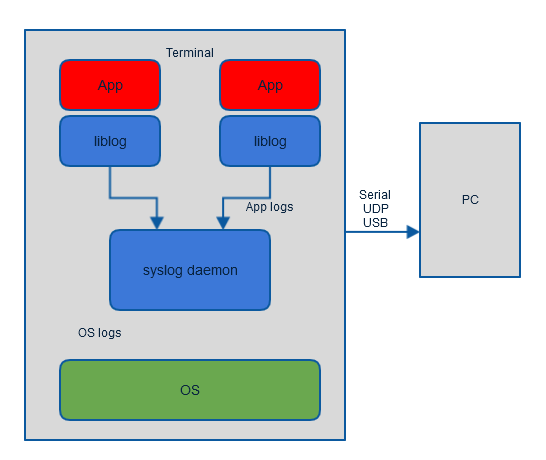 Terminal
App
App
liblog
liblog
App logs
Serial
UDP
USB
PC
syslog daemon
OS logs
OS